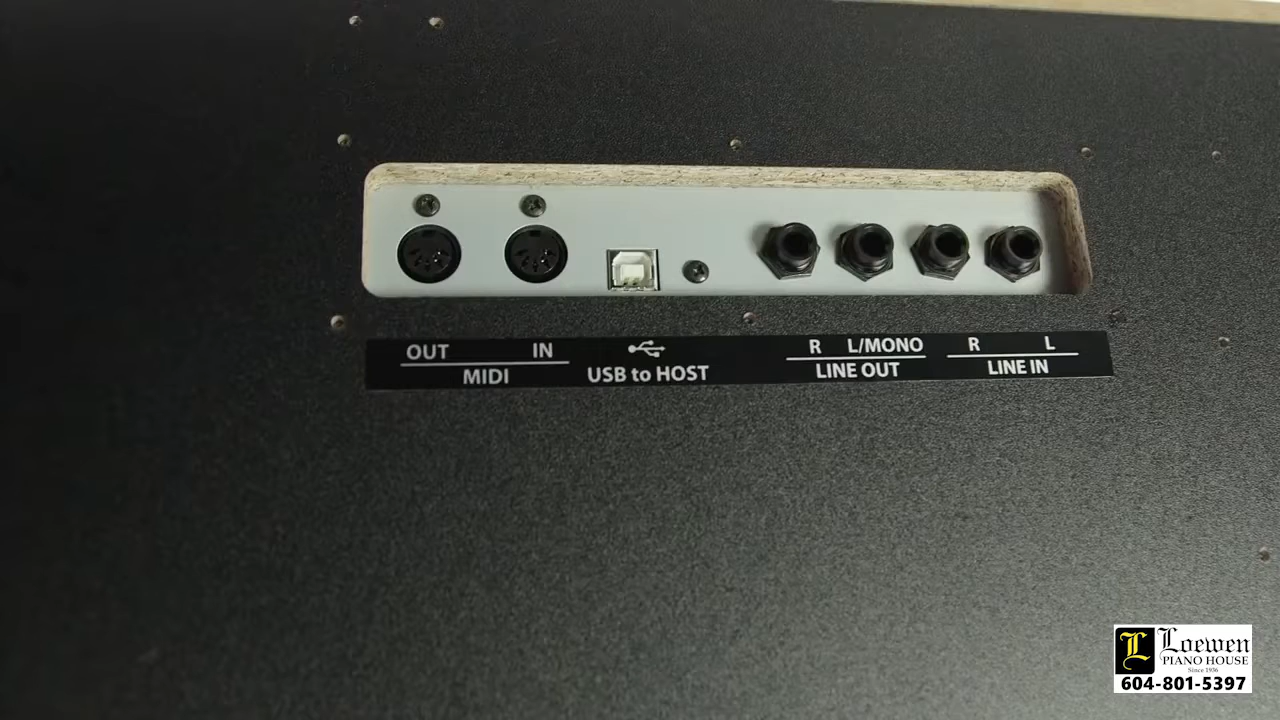 OUT IN
MIDI
USB to HOST
R L/MONO
LINE OUT
R L
LINE IN
L Loewen
PIANO HOUSE
Since 1936
604-801-5397